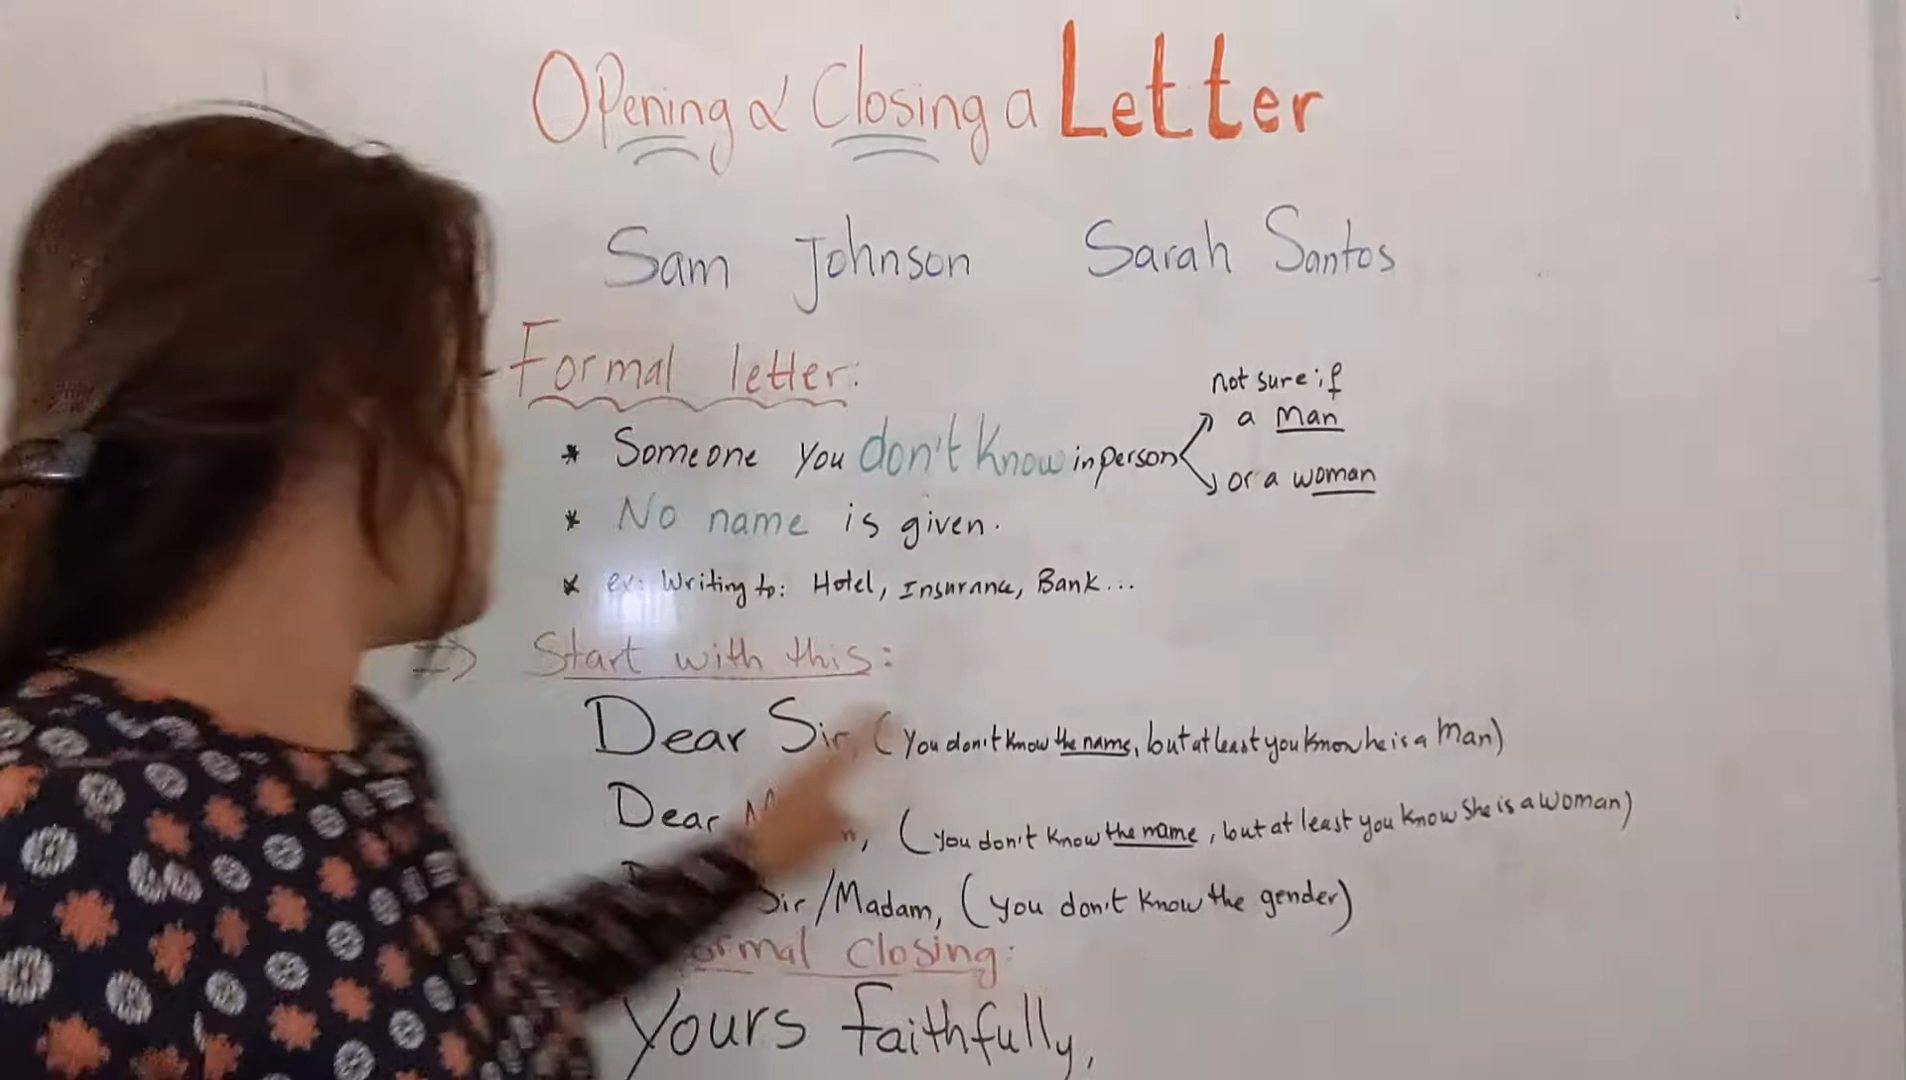 Opening & Closing a Letter
Sam Johnson Sarah Santos
Formal letter:
* Someone you don't know in person
not sure if
a man
or a woman
* No name is given.
* ex: Writing to: Hotel, Insurance, Bank...
=> Start with this:
Dear Sir, (you don't know the name, but at least you know he is a man)
Dear (you don't know the name, but at least you know she is a woman)
Sir/Madam, (you don't know the gender)
closing:
Yours faithfully,